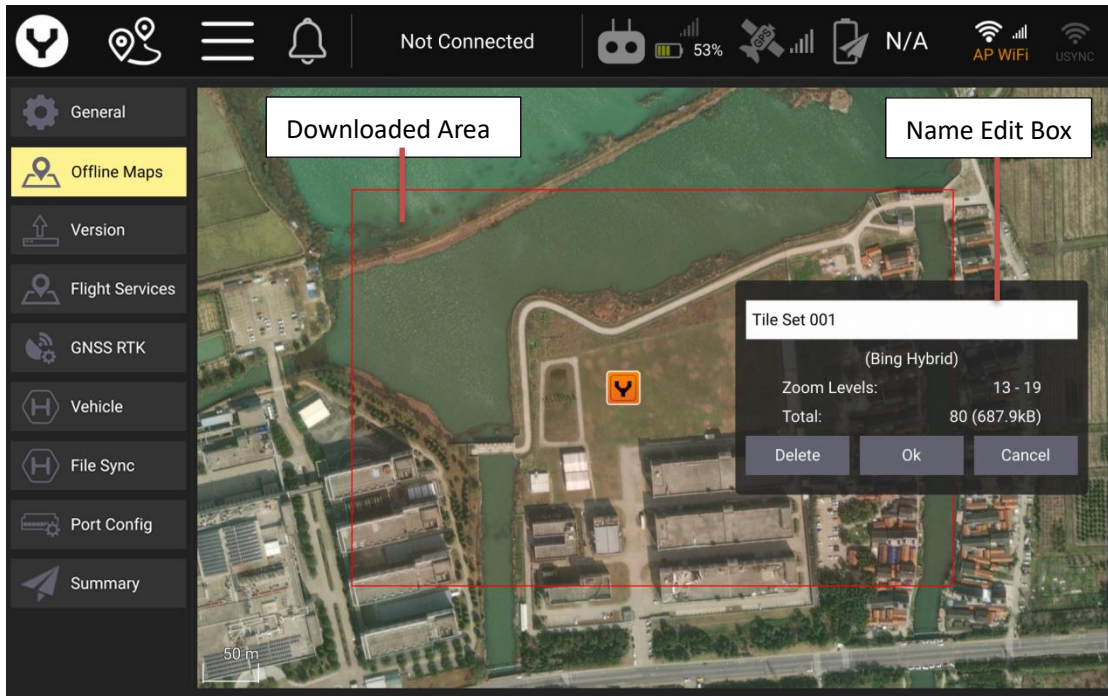 Not Connected
53%
GPS
N/A
AP WiFi
USYNC
General
Offline Maps
Version
Flight Services
GNSS RTK
Vehicle
File Sync
Port Config
Summary
Downloaded Area
Name Edit Box
Tile Set 001
(Bing Hybrid)
Zoom Levels: 13 - 19
Total: 80 (687.9kB)
Delete Ok Cancel
50 m